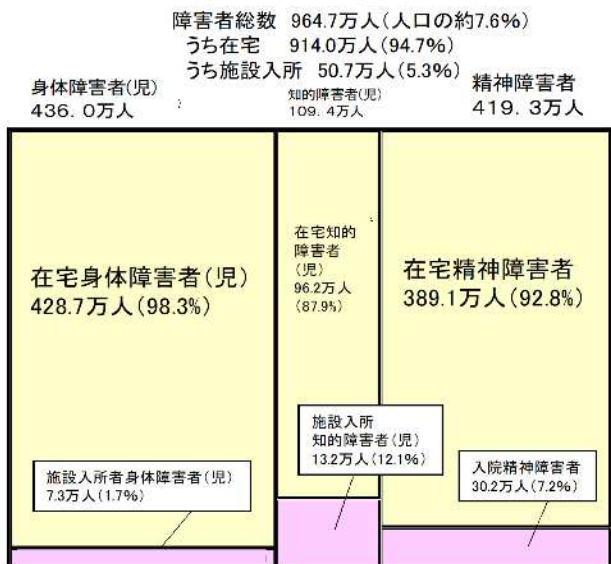 障害者総数 964.7万人(人口の約7.6%)
うち在宅 914.0万人(94.7%)
うち施設入所 50.7万人(5.3%)
身体障害者(児)
436.0万人
知的障害者(児)
109.4万人
精神障害者
419.3万人
在宅身体障害者(児)
428.7万人(98.3%)
在宅知的
障害者
(児)
96.2万人
(87.9%)
在宅精神障害者
389.1万人(92.8%)
施設入所者身体障害者(児)
7.3万人(1.7%)
施設入所
知的障害者(児)
13.2万人(12.1%)
入院精神障害者
30.2万人(7.2%)